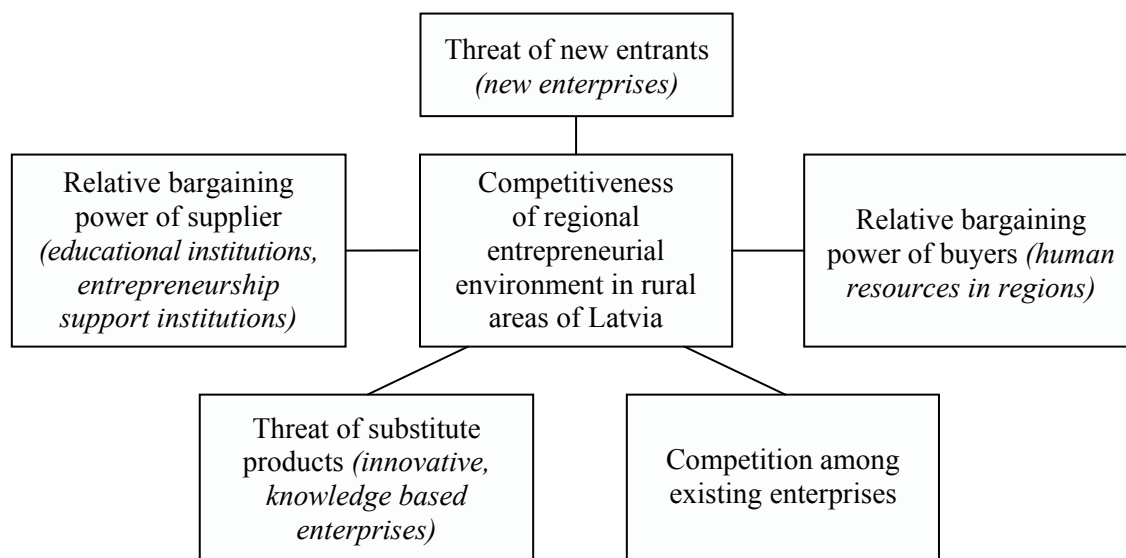 Threat of new entrants
(new enterprises)
Relative bargaining
power of supplier
(educational institutions,
entrepreneurship
support institutions)
Competitiveness
of regional
entrepreneurial
environment in rural
areas of Latvia
Relative bargaining
power of buyers (human
resources in regions)
Threat of substitute
products (innovative,
knowledge based
enterprises)
Competition among
existing enterprises